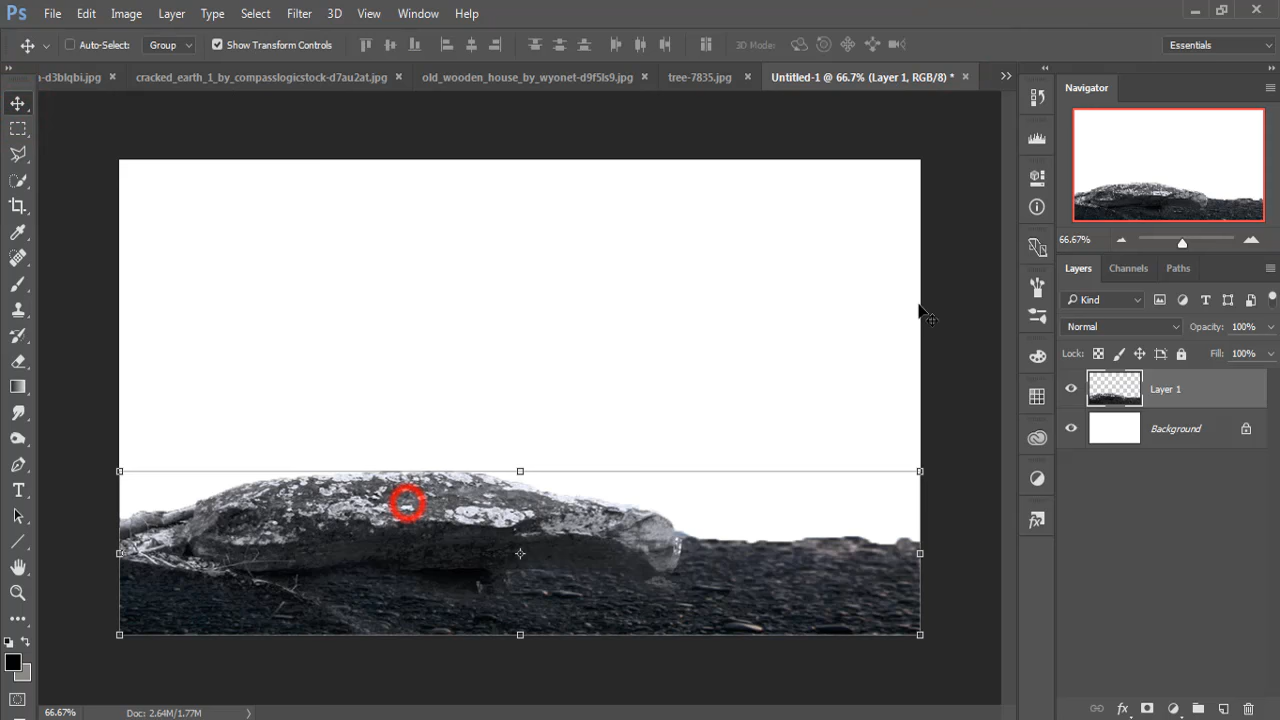 Ps File Edit Image Layer Type Select Filter 3D View Window Help
Auto-Select: Group Show Transform Controls 3D Mode: Essentials
n-d3blqbi.jpg × cracked_earth_1_by_compasslogicstock-d7au2at.jpg × old_wooden_house_by_wyonet-d9f5ls9.jpg × tree-7835.jpg × Untitled-1 @ 66.7% (Layer 1, RGB/8) * ×
Navigator
66.67%
Layers Channels Paths
Kind
Normal Opacity: 100%
Lock: Fill: 100%
Layer 1
Background
66.67% Doc: 2.64M/1.77M